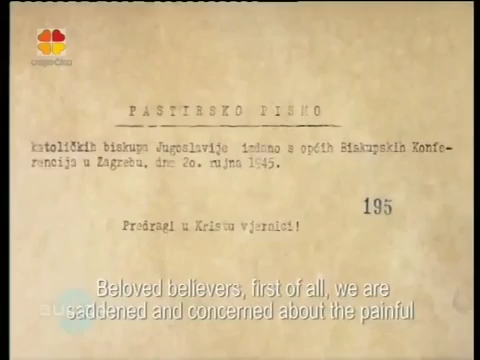 PASTIRSKO PISMO
katoličkih biskupa Jugoslavije izdano s općih Biskupskih Konfe-
rencija u Zagrebu, dne 20. rujna 1945.
195
Predragi u Kristu vjernici!
Beloved believers, first of all, we are
saddened and concerned about the painful